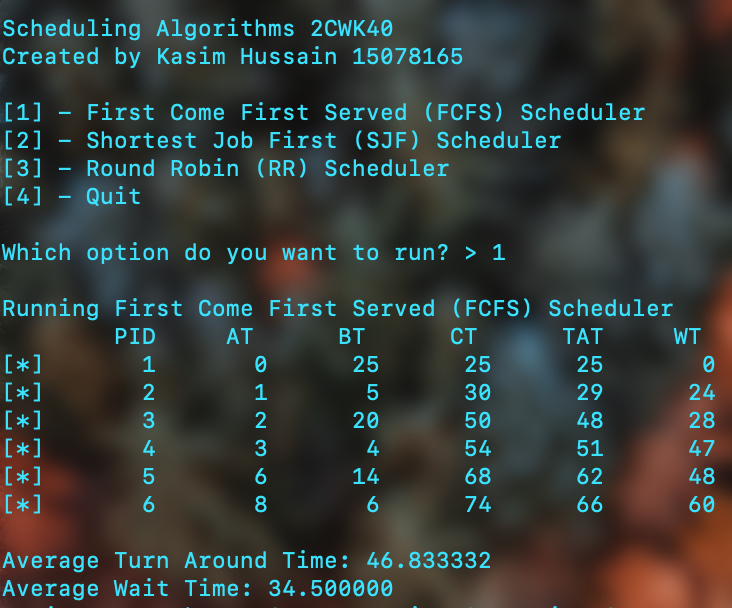 Scheduling Algorithms 2CWK40
Created by Kasim Hussain 15078165
[1] – First Come First Served (FCFS) Scheduler
[2] – Shortest Job First (SJF) Scheduler
[3] – Round Robin (RR) Scheduler
[4] – Quit
Which option do you want to run? > 1
Running First Come First Served (FCFS) Scheduler
PID AT BT CT TAT WT
[*] 1 0 25 25 25 0
[*] 2 1 5 30 29 24
[*] 3 2 20 50 48 28
[*] 4 3 4 54 51 47
[*] 5 6 14 68 62 48
[*] 6 8 6 74 66 60
Average Turn Around Time: 46.833332
Average Wait Time: 34.500000